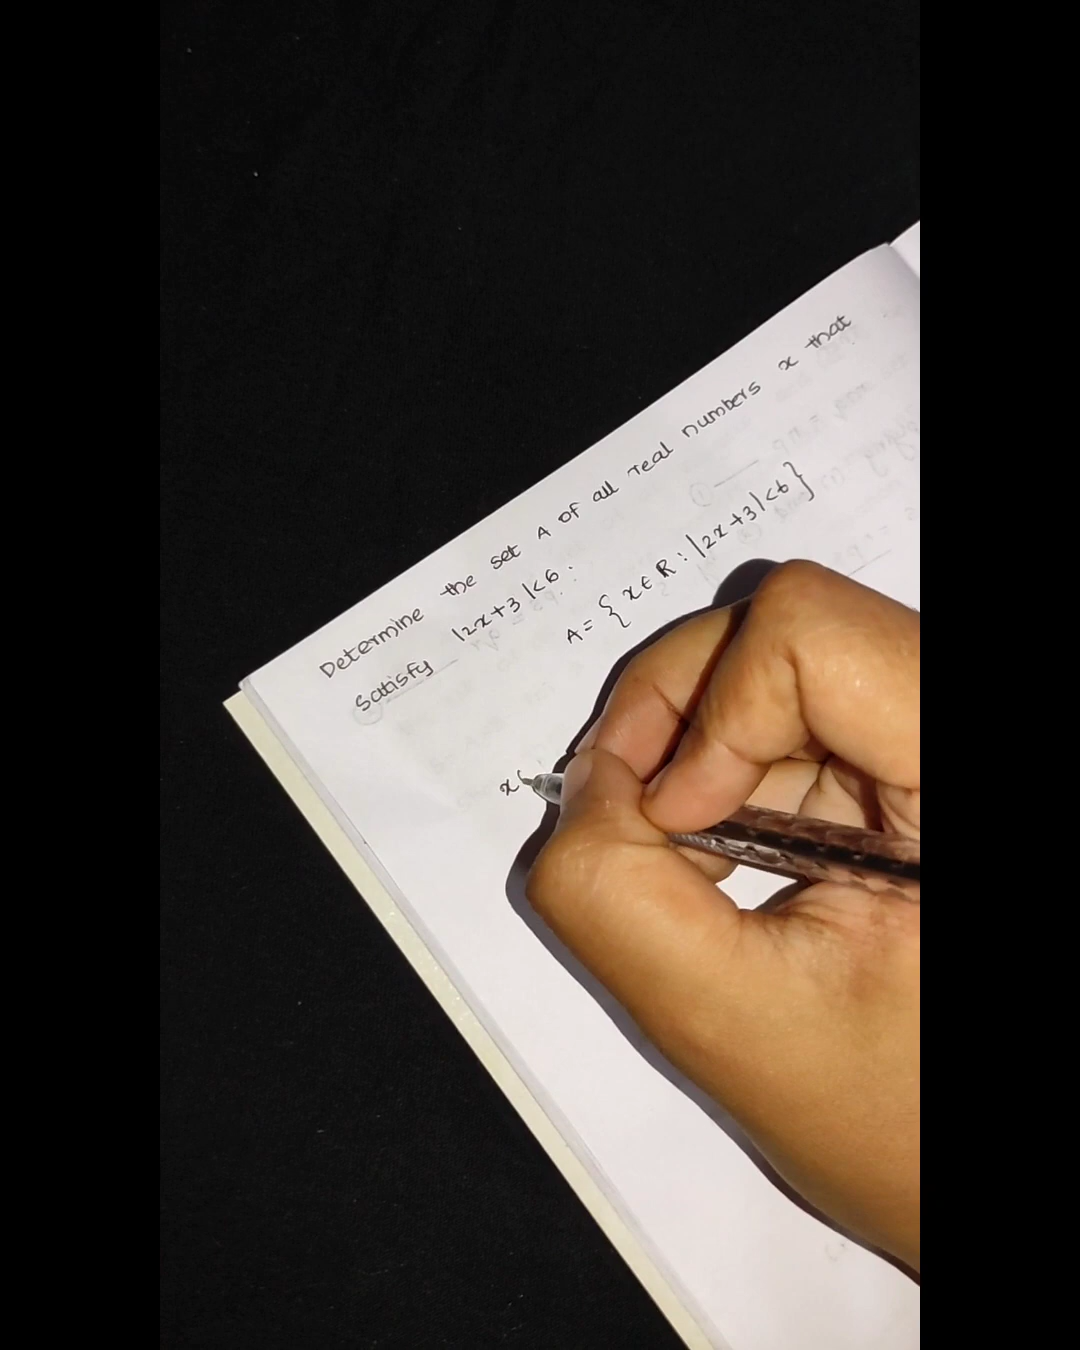 Determine the set A of all real numbers x that
satisfy |2x+3|<6.
A = { x ∈ R : |2x+3|<6 }
x